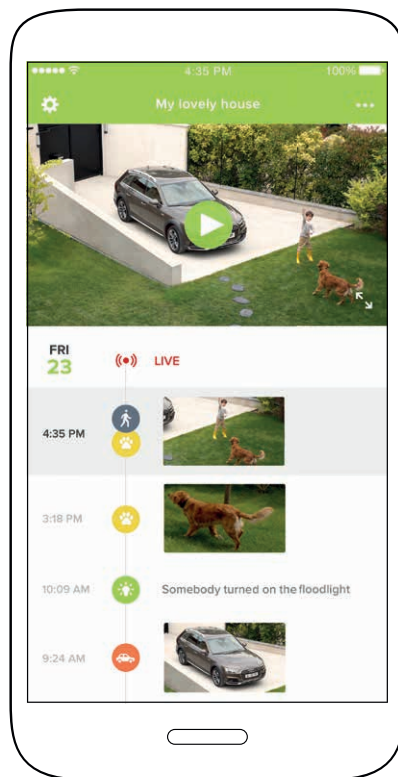 4:35 PM
100%
My lovely house
FRI
23
LIVE
4:35 PM
3:18 PM
10:09 AM
Somebody turned on the floodlight
9:24 AM